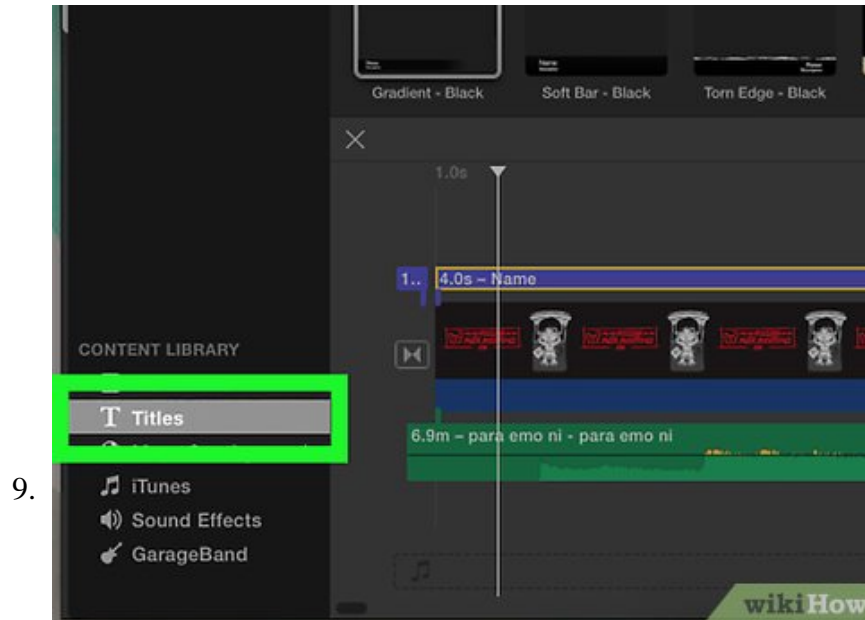 Gradient - Black
Soft Bar - Black
Torn Edge - Black
1.0s
1..
4.0s – Name
CONTENT LIBRARY
T Titles
6.9m – para emo ni - para emo ni
9.
iTunes
Sound Effects
GarageBand
wikiHow